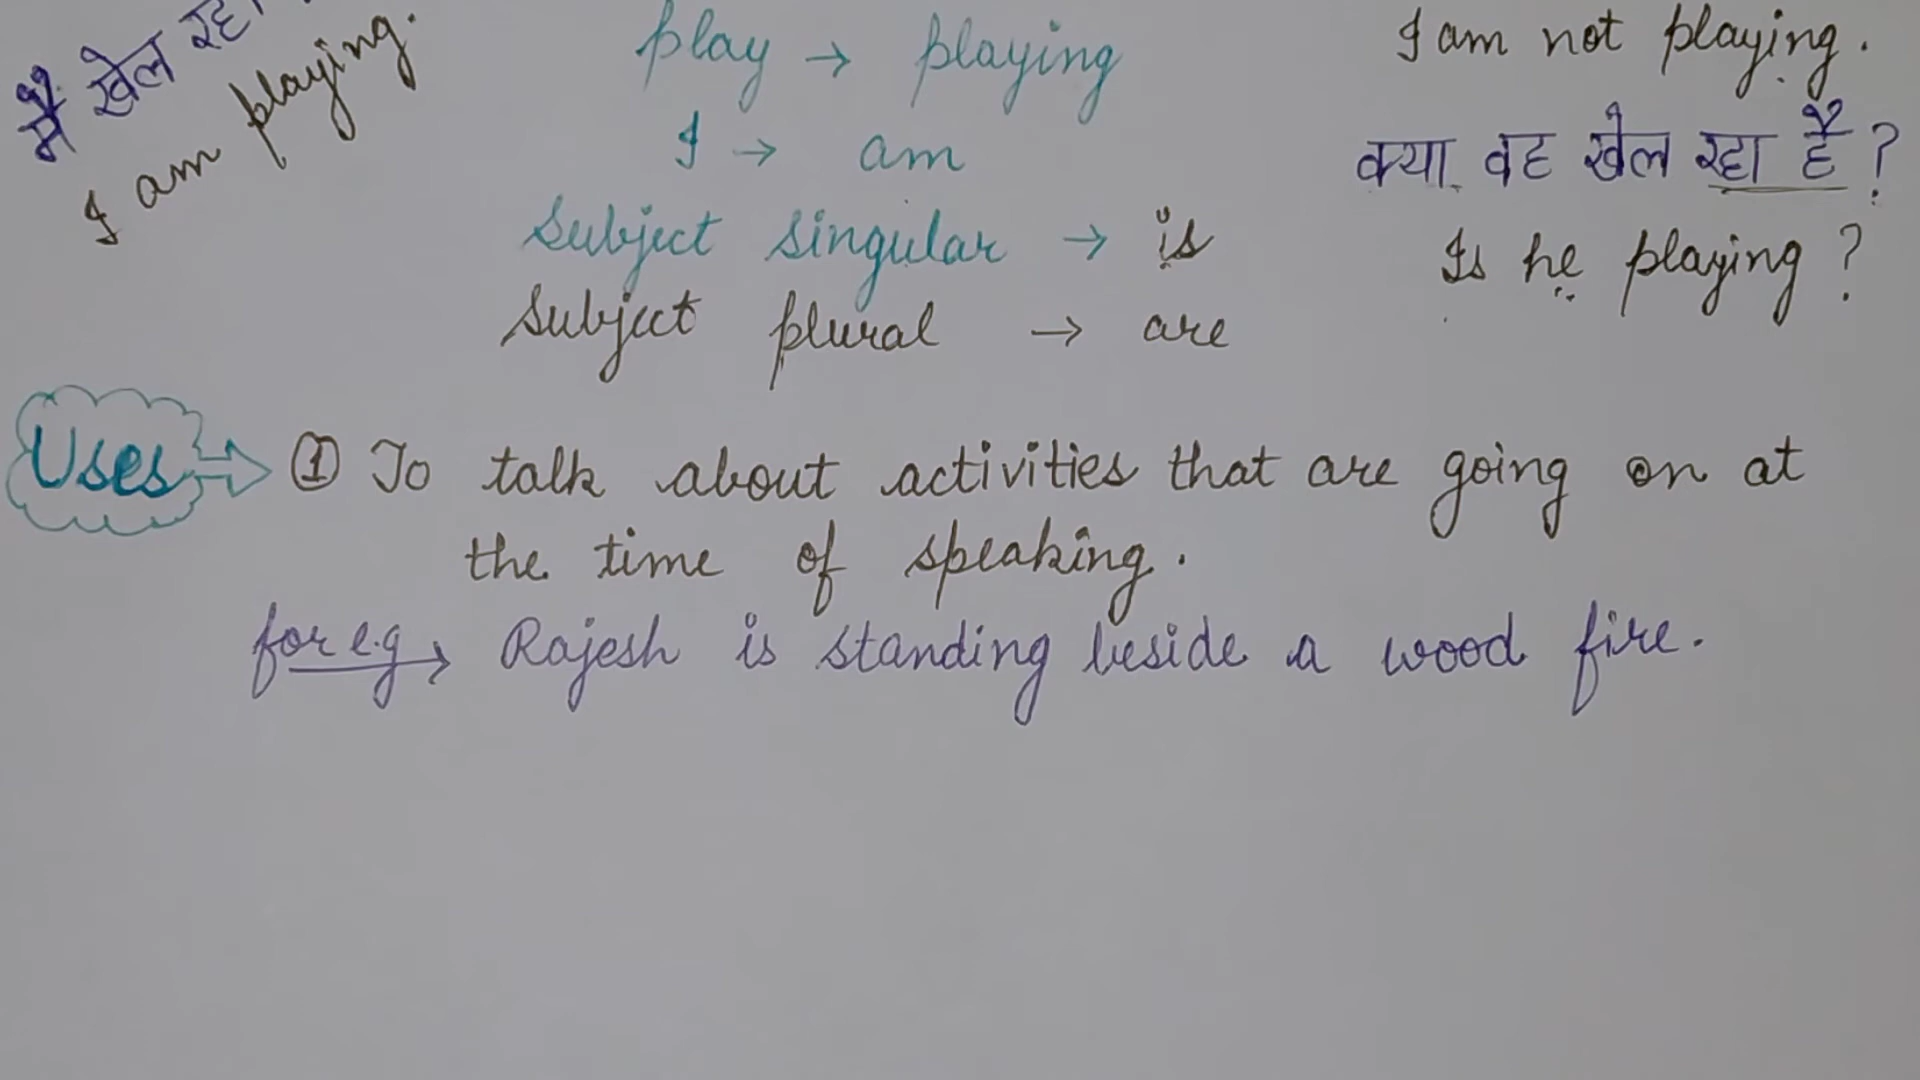 मैं खेल
I am playing.
play → playing
I → am
Subject singular → is
Subject plural → are
I am not playing.
क्या वह खेल रहा है ?
Is he playing ?
Uses → ① To talk about activities that are going on at
the time of speaking.
for e.g → Rajesh is standing beside a wood fire.